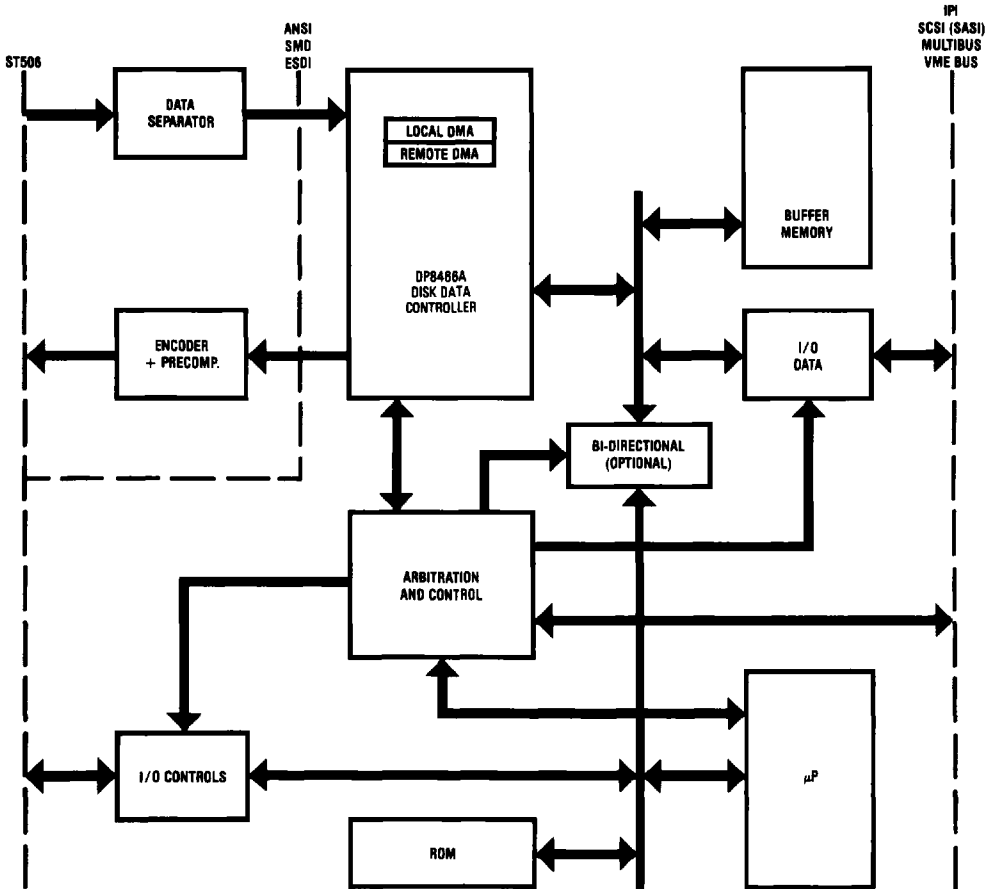 ST506
ANSI
SMD
ESDI
IPI
SCSI (SASI)
MULTIBUS
VME BUS
DATA
SEPARATOR
LOCAL DMA
REMOTE DMA
DP8466A
DISK DATA
CONTROLLER
BUFFER
MEMORY
ENCODER
+ PRECOMP.
I/O
DATA
BI-DIRECTIONAL
(OPTIONAL)
ARBITRATION
AND CONTROL
I/O CONTROLS
μP
ROM